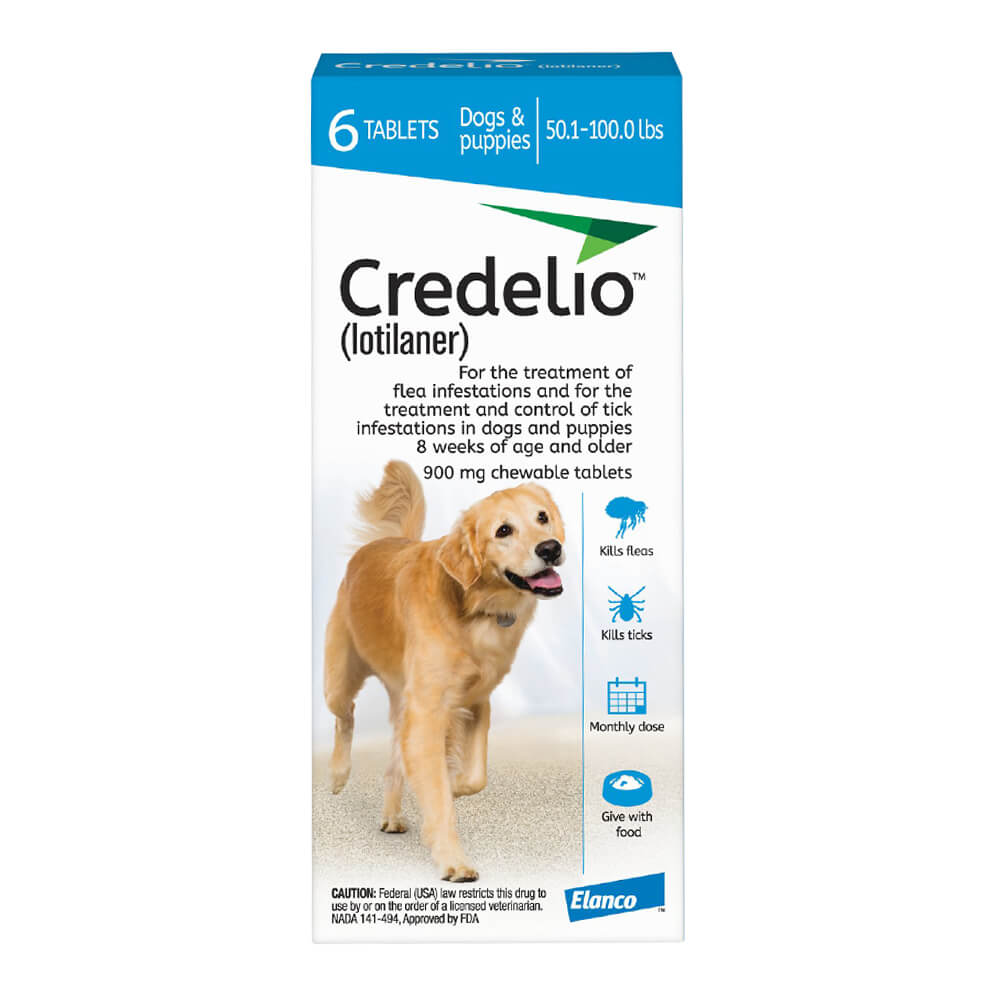 Credelio (lotilaner)
6 TABLETS
Dogs &
puppies
50.1-100.0 lbs
Credelio™
(lotilaner)
For the treatment of
flea infestations and for the
treatment and control of tick
infestations in dogs and puppies
8 weeks of age and older
900 mg chewable tablets
Kills fleas
Kills ticks
Monthly dose
Give with
food
CAUTION: Federal (USA) law restricts this drug to
use by or on the order of a licensed veterinarian.
NADA 141-494, Approved by FDA
Elanco™